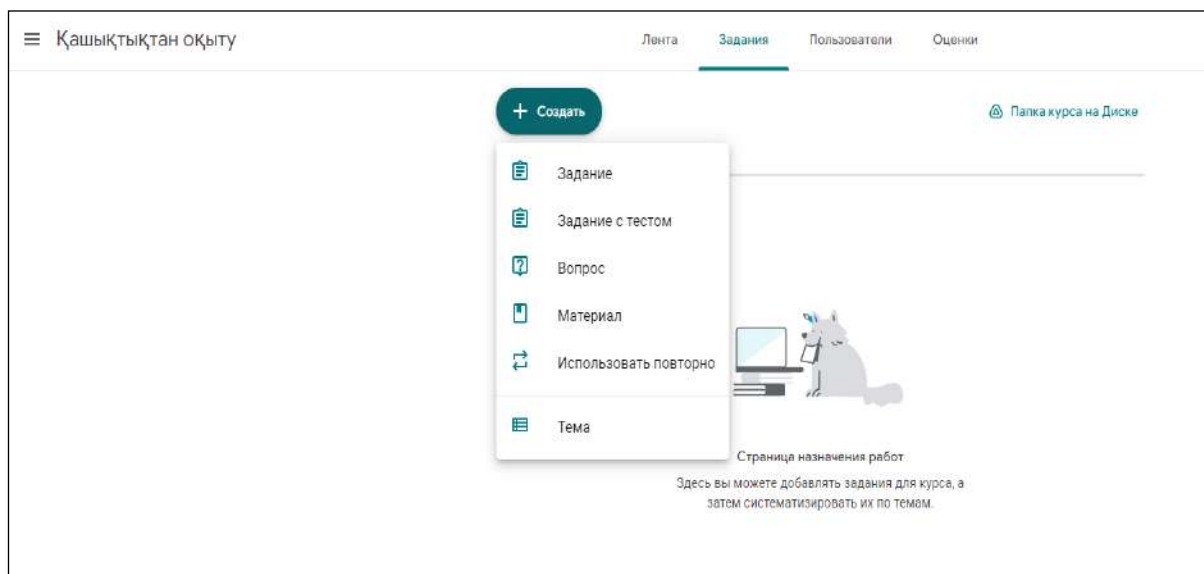 Қашықтықтан оқыту
Лента Задания Пользователи Оценки
+ Создать
Папка курса на Диске
Задание
Задание с тестом
Вопрос
Материал
Использовать повторно
Тема
Страница назначения работ
Здесь вы можете добавлять задания для курса, а
затем систематизировать их по темам.